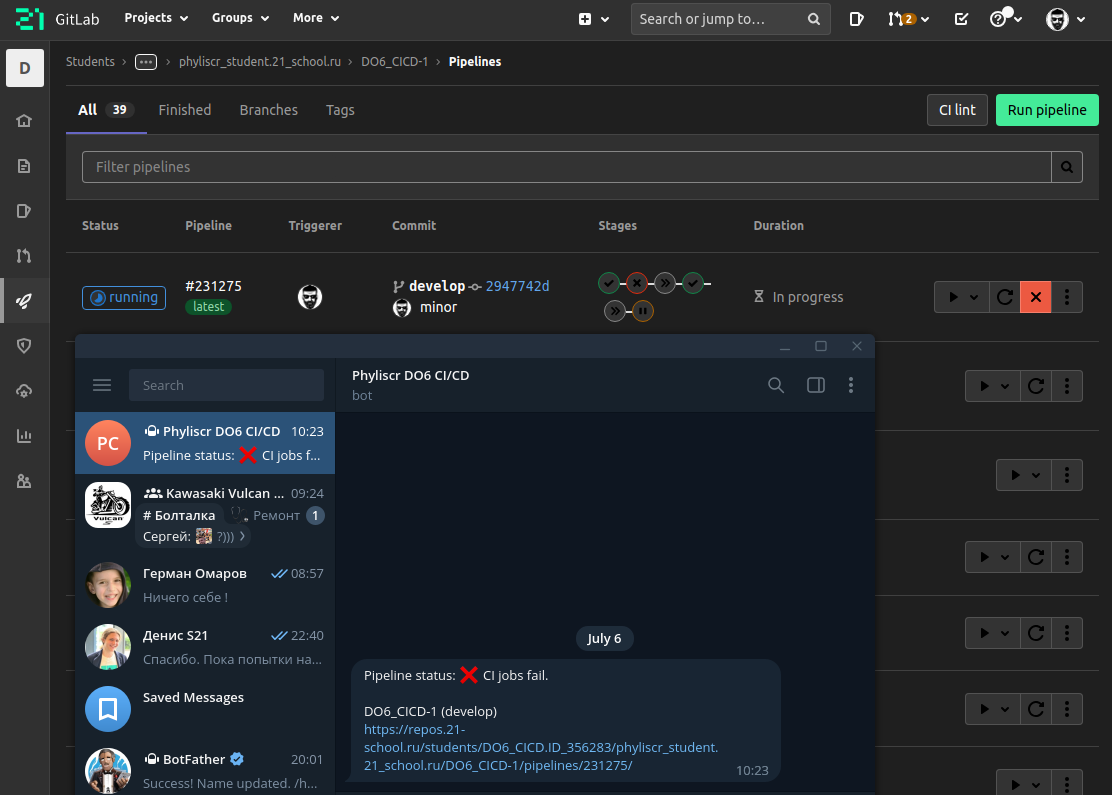 GitLab Projects Groups More Search or jump to… 2
D Students › ··· › phyliscr_student.21_school.ru › DO6_CICD-1 › Pipelines
All 39 Finished Branches Tags CI lint Run pipeline
Filter pipelines
Status Pipeline Triggerer Commit Stages Duration
running #231275 develop 2947742d In progress
latest minor
Search
Phyliscr DO6 CI/CD
bot
PC Phyliscr DO6 CI/CD 10:23
Pipeline status: ❌ CI jobs f...
Kawasaki Vulcan ... 09:24
# Болталка Ремонт 1
Сергей: ?)))
Vulcan
Герман Омаров 08:57
Ничего себе !
Денис S21 22:40
Спасибо. Пока попытки на...
Saved Messages
BotFather 20:01
Success! Name updated. /h...
July 6
Pipeline status: ❌ CI jobs fail.
DO6_CICD-1 (develop)
https://repos.21-
school.ru/students/DO6_CICD.ID_356283/phyliscr_student.
21_school.ru/DO6_CICD-1/pipelines/231275/
10:23